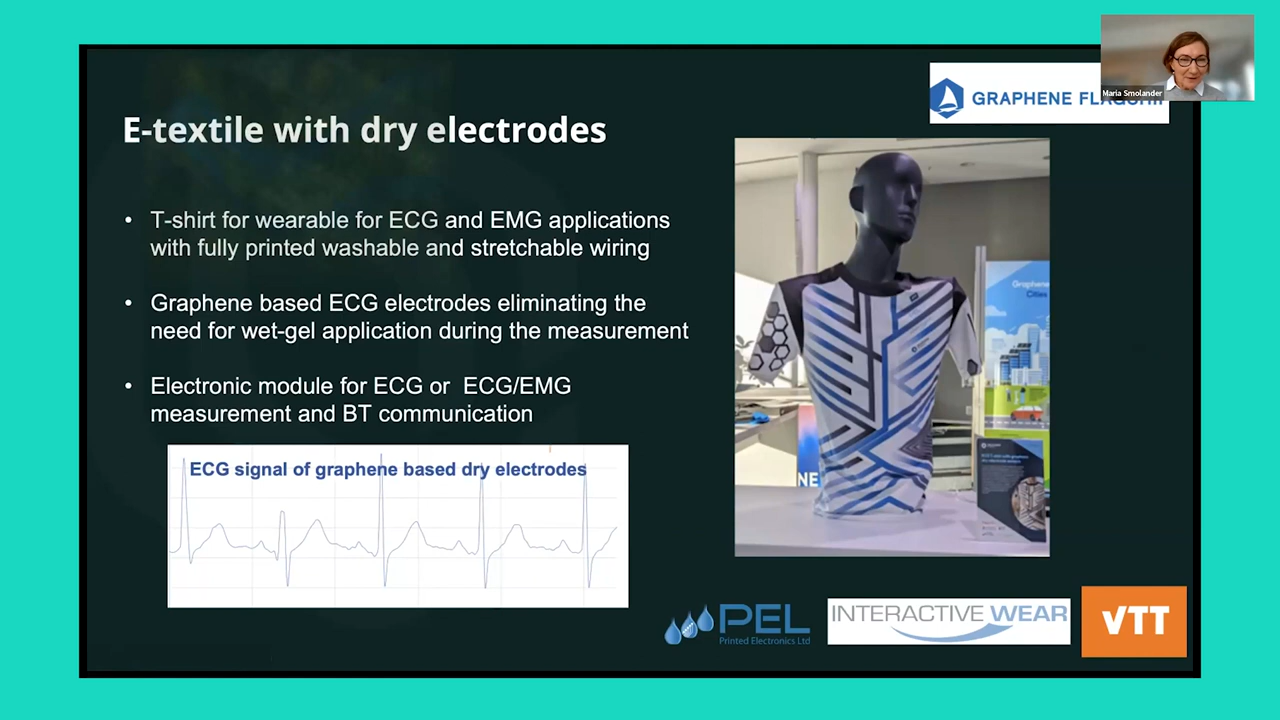 Maria Smolander
GRAPHENE FLAGSHIP
E-textile with dry electrodes
• T-shirt for wearable for ECG and EMG applications
with fully printed washable and stretchable wiring
• Graphene based ECG electrodes eliminating the
need for wet-gel application during the measurement
• Electronic module for ECG or ECG/EMG
measurement and BT communication
ECG signal of graphene based dry electrodes
Graphene
Cities
NE
PEL
Printed Electronics Ltd
INTERACTIVE WEAR
VTT